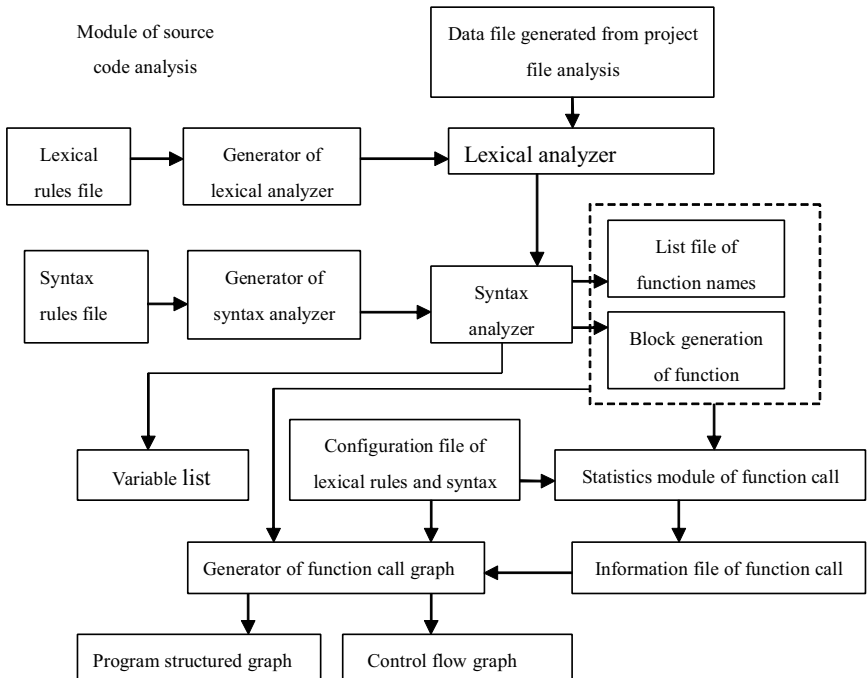 Module of source
code analysis
Data file generated from project
file analysis
Lexical
rules file
Generator of
lexical analyzer
Lexical analyzer
List file of
function names
Syntax
rules file
Generator of
syntax analyzer
Syntax
analyzer
Block generation
of function
Variable list
Configuration file of
lexical rules and syntax
Statistics module of function call
Generator of function call graph
Information file of function call
Program structured graph
Control flow graph